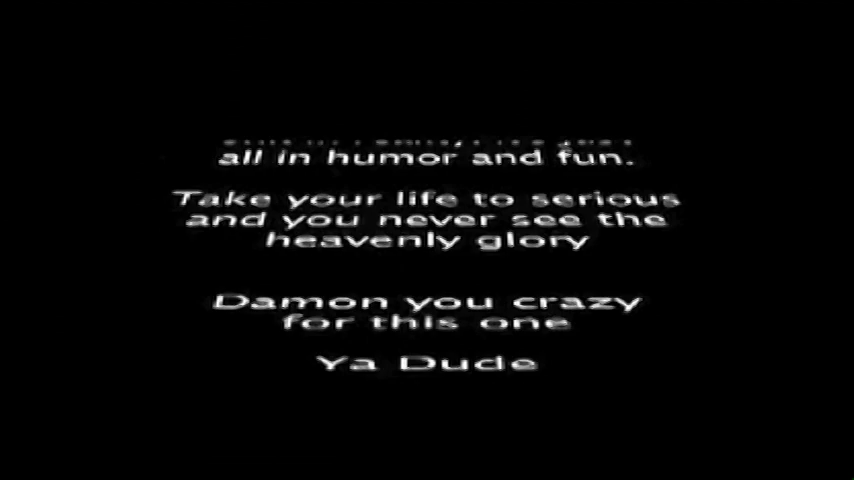 all in humor and fun.
Take your life to serious
and you never see the
heavenly glory
Damon you crazy
for this one
Ya Dude